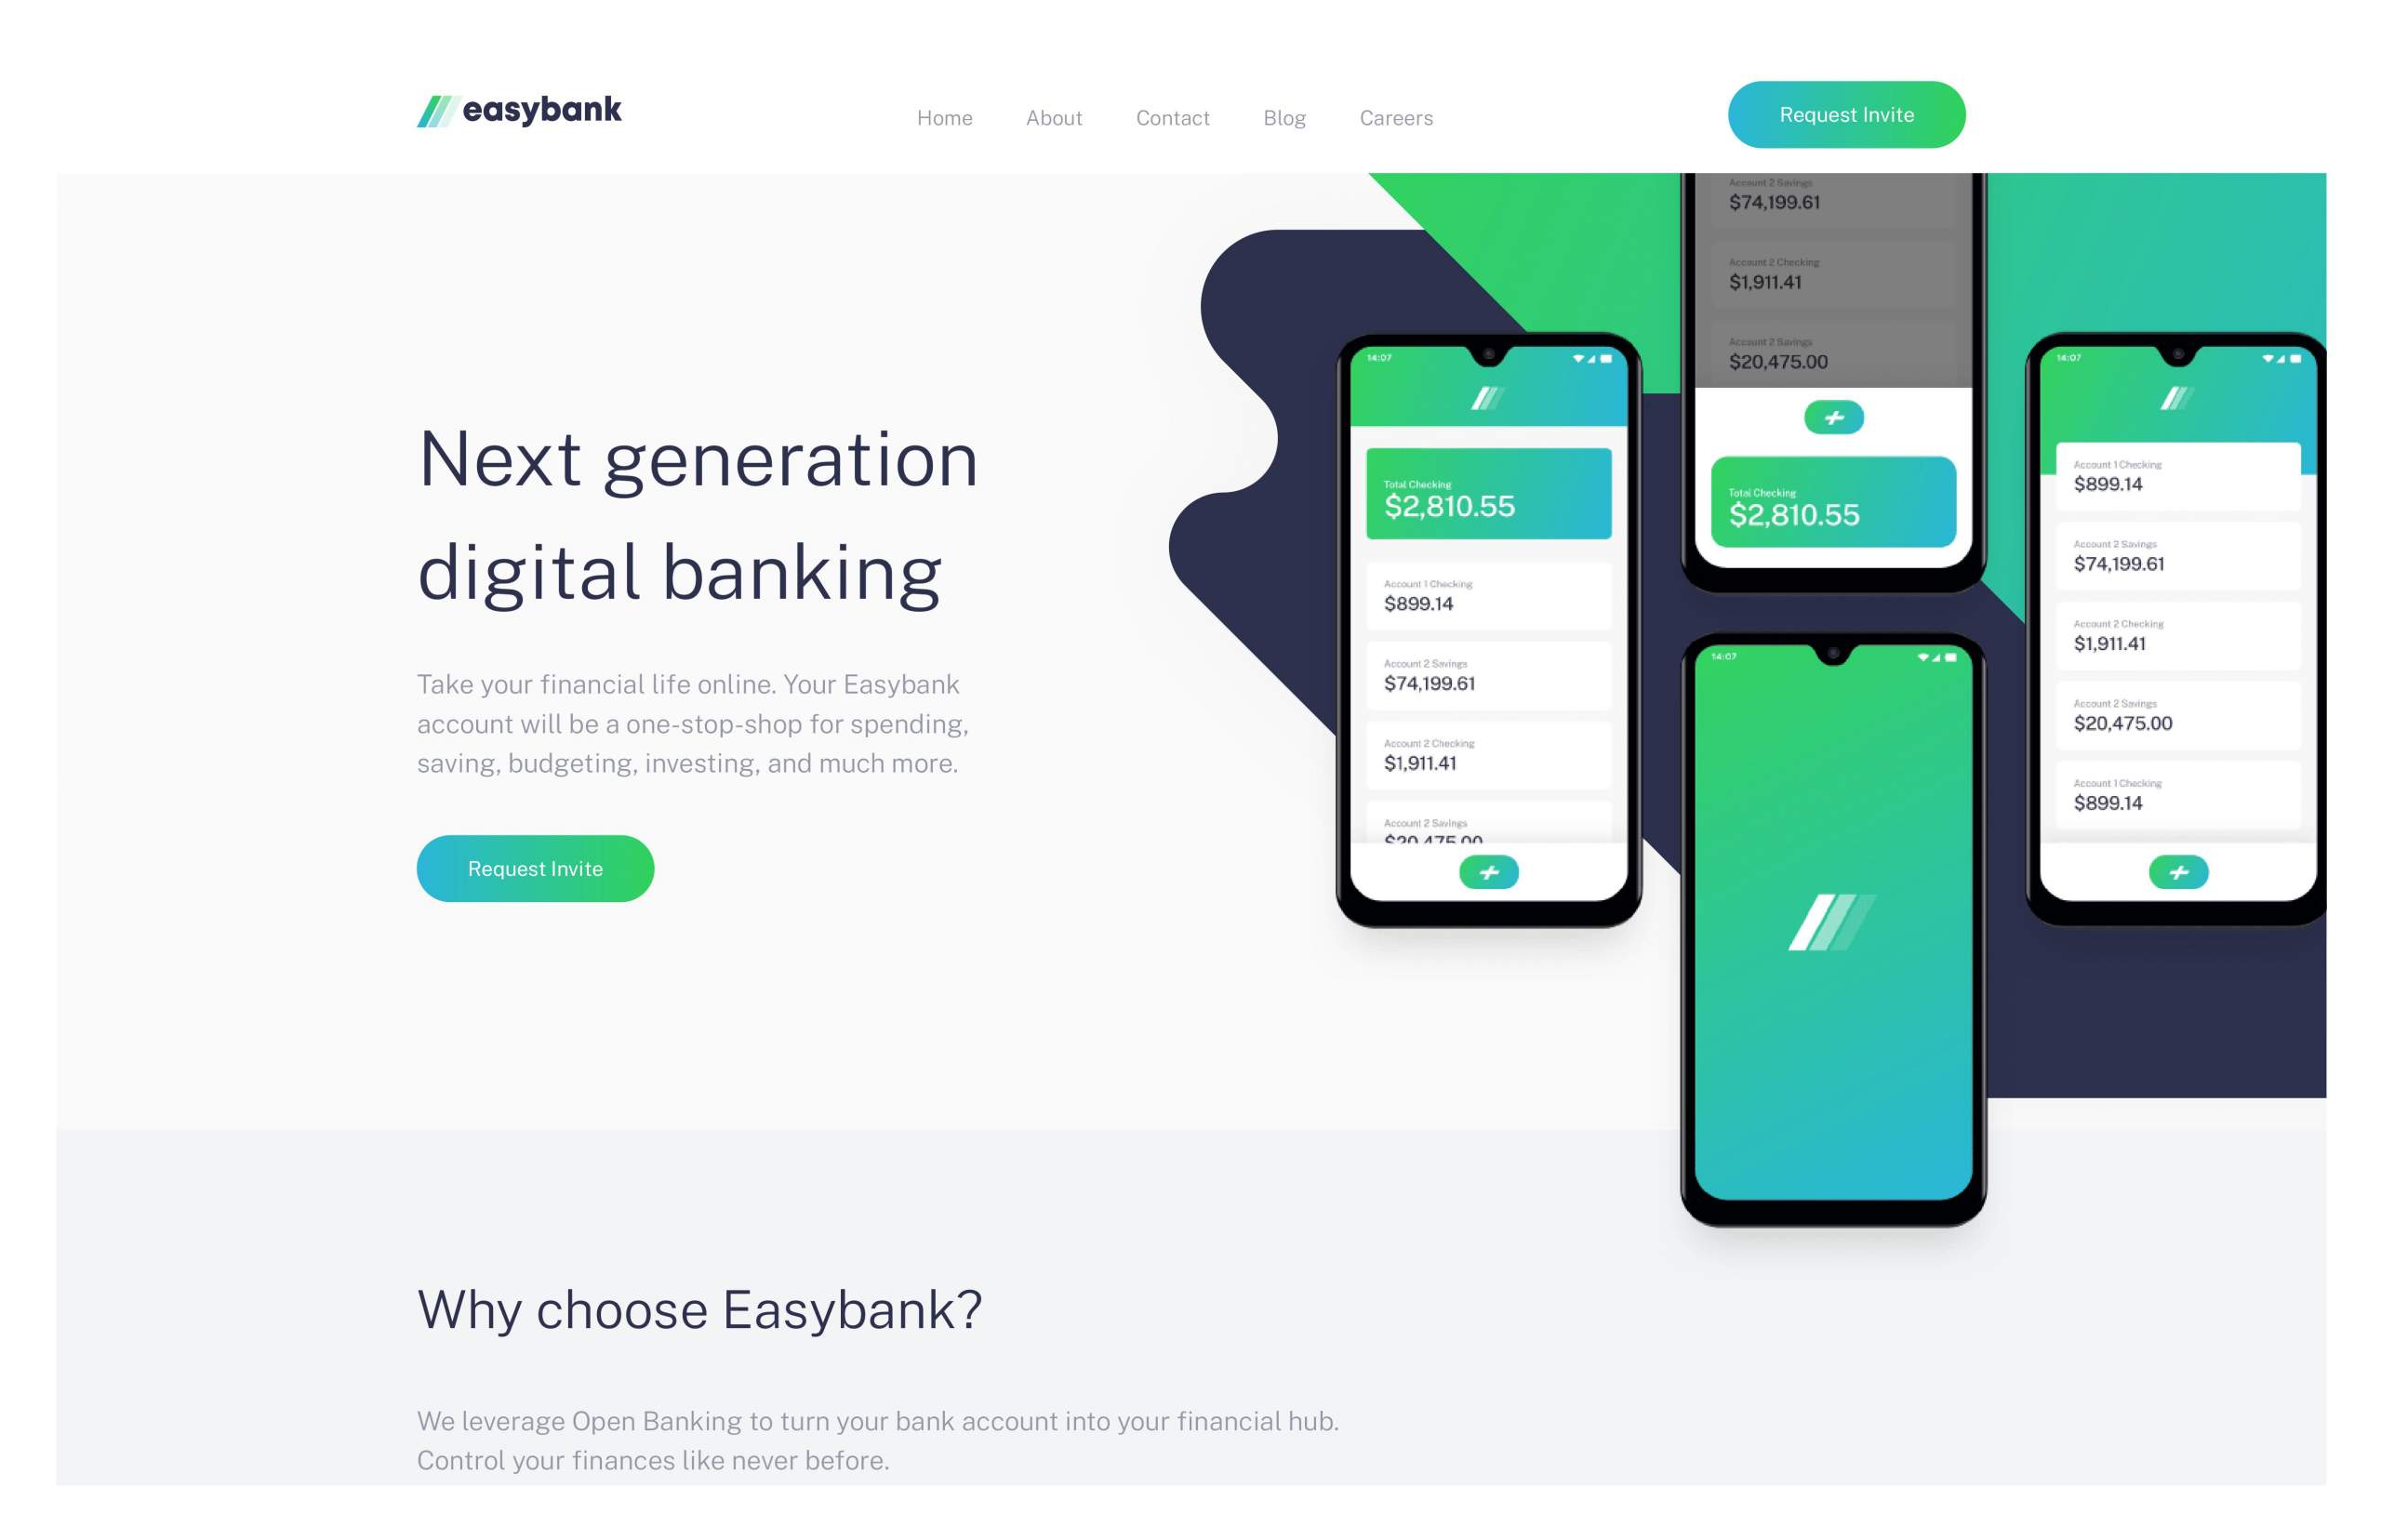 easybank
Home
About
Contact
Blog
Careers
Request Invite
Next generation
digital banking
Take your financial life online. Your Easybank
account will be a one-stop-shop for spending,
saving, budgeting, investing, and much more.
Request Invite
14:07
Total Checking
$2,810.55
Account 1 Checking
$899.14
Account 2 Savings
$74,199.61
Account 2 Checking
$1,911.41
Account 2 Savings
$20,475.00
Account 2 Savings
$74,199.61
Account 2 Checking
$1,911.41
Account 2 Savings
$20,475.00
Total Checking
$2,810.55
14:07
14:07
Account 1 Checking
$899.14
Account 2 Savings
$74,199.61
Account 2 Checking
$1,911.41
Account 2 Savings
$20,475.00
Account 1 Checking
$899.14
Why choose Easybank?
We leverage Open Banking to turn your bank account into your financial hub.
Control your finances like never before.